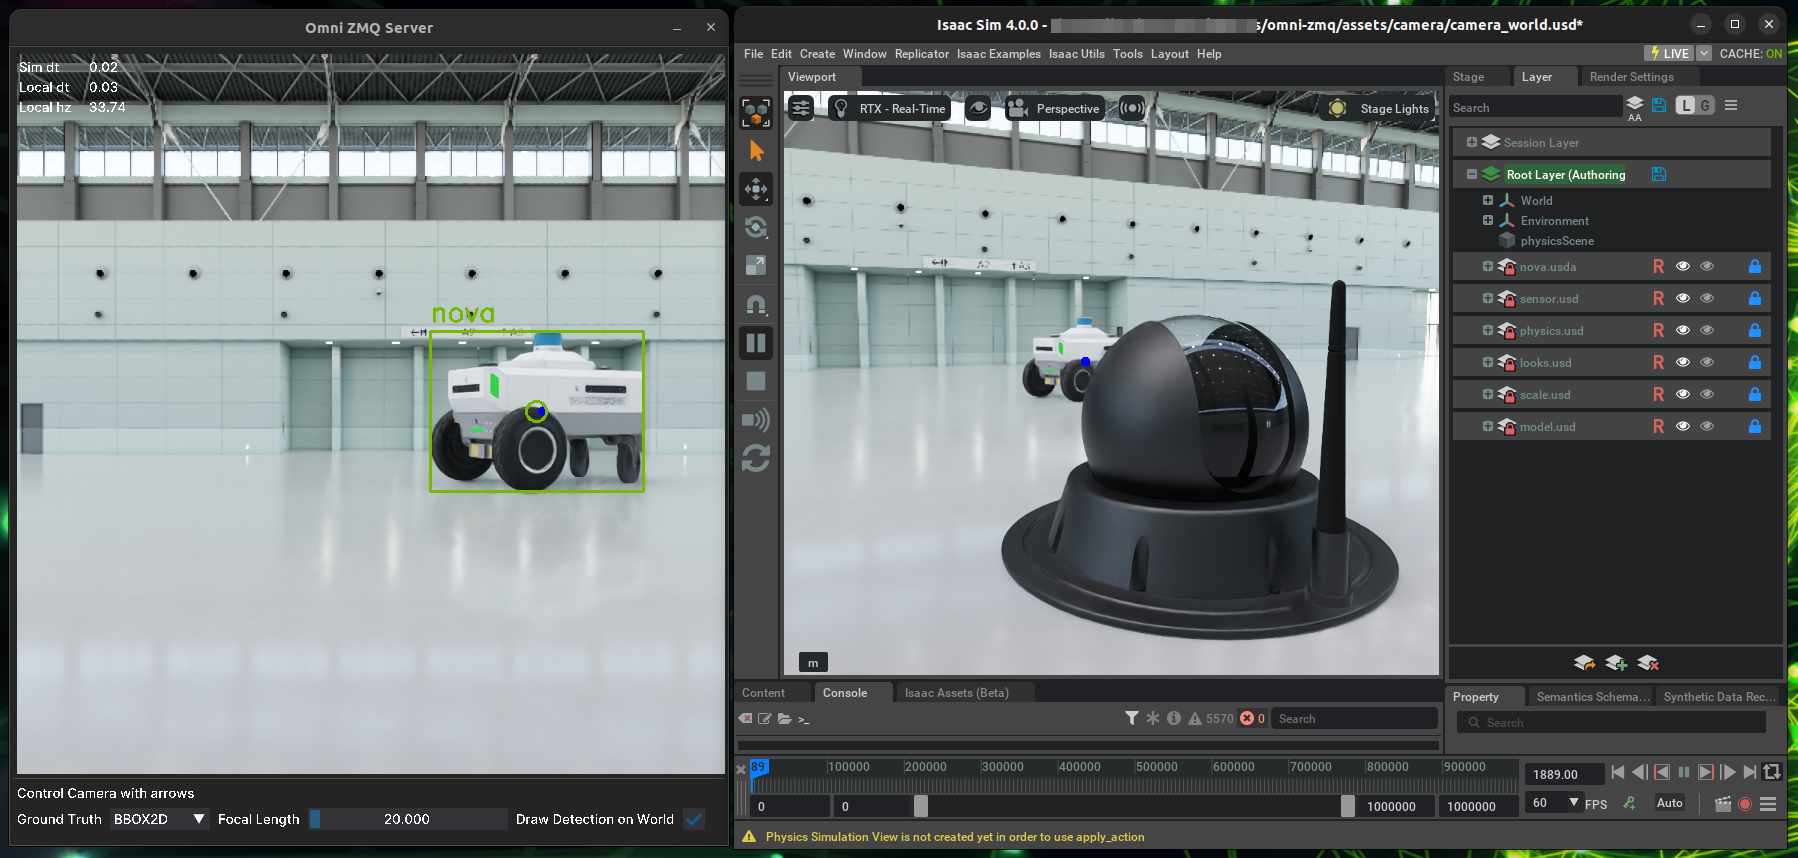 Omni ZMQ Server
Sim dt 0.02
Local dt 0.03
Local hz 33.74
nova
A2
Control Camera with arrows
Ground Truth BBOX2D Focal Length 20.000 Draw Detection on World
Isaac Sim 4.0.0 - /omni-zmq/assets/camera/camera_world.usd*
File Edit Create Window Replicator Isaac Examples Isaac Utils Tools Layout Help
LIVE CACHE: ON
Viewport
RTX - Real-Time Perspective Stage Lights
A2 A3
m
Stage Layer Render Settings
Search AA L G
Session Layer
Root Layer (Authoring
World
Environment
physicsScene
nova.usda R
sensor.usd R
physics.usd R
looks.usd R
scale.usd R
model.usd R
Content Console Isaac Assets (Beta)
>_ 5570 0 Search
Property Semantics Schema... Synthetic Data Rec...
Search
89 100000 200000 300000 400000 500000 600000 700000 800000 900000
0 0 1000000 1000000
1889.00
60 FPS Auto
Physics Simulation View is not created yet in order to use apply_action